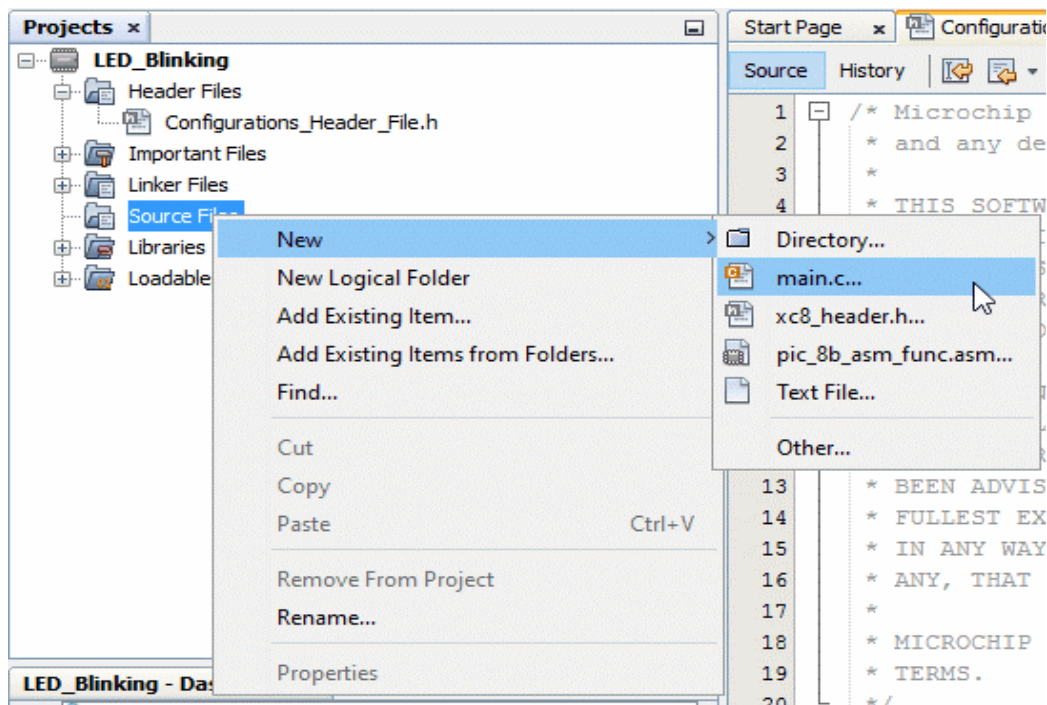 Projects ×
LED_Blinking
Header Files
Configurations_Header_File.h
Important Files
Linker Files
Source Files
Libraries
Loadable
New
New Logical Folder
Add Existing Item...
Add Existing Items from Folders...
Find...
Cut
Copy
Paste Ctrl+V
Remove From Project
Rename...
Properties
Directory...
main.c...
xc8_header.h...
pic_8b_asm_func.asm...
Text File...
Other...
LED_Blinking - Das
Start Page ×
Source History
1 /* Microchip
2 * and any de
3 *
4 * THIS SOFTW
13 * BEEN ADVIS
14 * FULLEST EX
15 * IN ANY WAY
16 * ANY, THAT
17 *
18 * MICROCHIP
19 * TERMS.
20 */